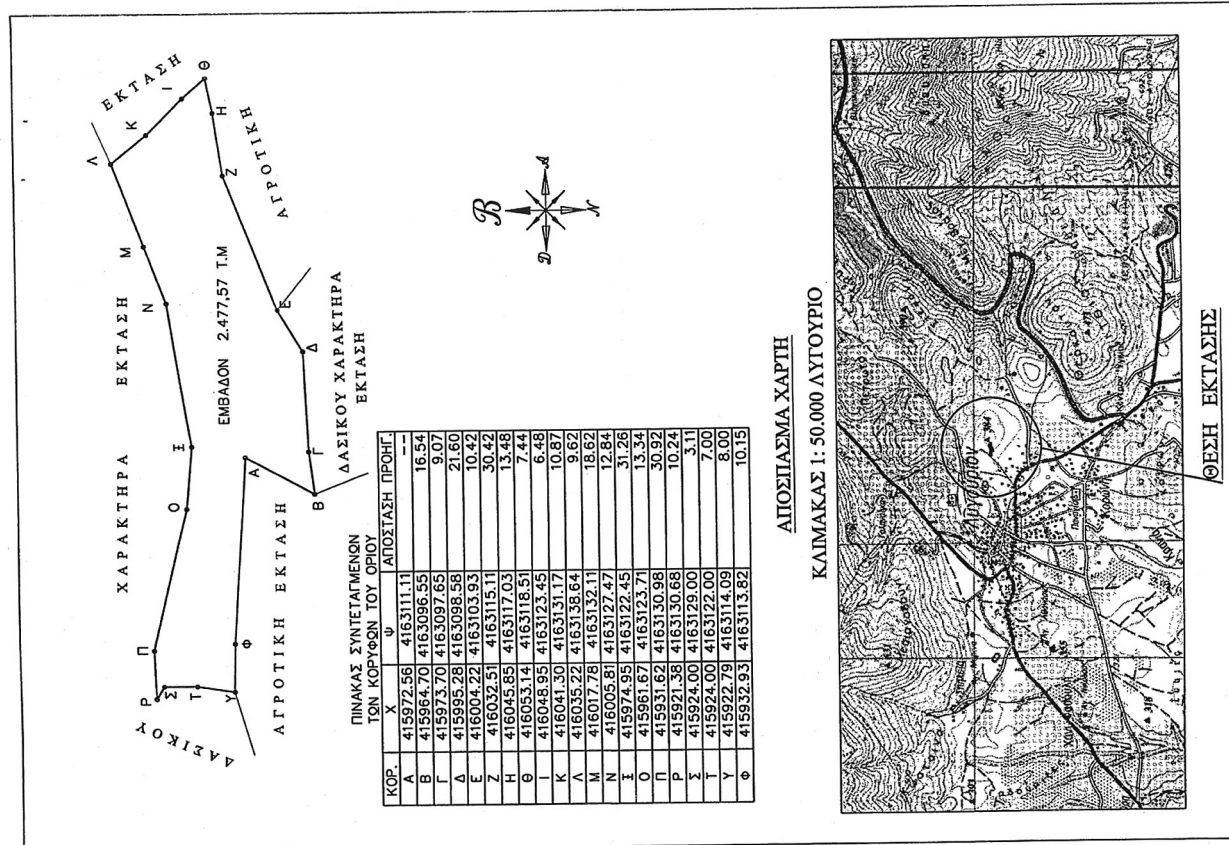 ΔΑΣΙΚΟΥ ΧΑΡΑΚΤΗΡΑ ΕΚΤΑΣΗ
ΕΚΤΑΣΗ
ΑΓΡΟΤΙΚΗ
ΑΓΡΟΤΙΚΗ ΕΚΤΑΣΗ
ΔΑΣΙΚΟΥ ΧΑΡΑΚΤΗΡΑ
ΕΚΤΑΣΗ
ΕΜΒΑΔΟΝ 2.477,57 Τ.Μ
Ρ
Σ
Τ
Υ
Φ
Π
Ο
Ξ
Ν
Μ
Λ
Κ
Ι
Θ
Η
Ζ
Ε
Δ
Γ
Β
Α
Β
Α
Ν
Δ
ΠΙΝΑΚΑΣ ΣΥΝΤΕΤΑΓΜΕΝΩΝ
ΤΩΝ ΚΟΡΥΦΩΝ ΤΟΥ ΟΡΙΟΥ
ΚΟΡ. Χ Ψ ΑΠΟΣΤΑΣΗ ΠΡΟΗΓ.
Α 415972.56 4163111.11 ---
Β 415964.70 4163096.55 16.54
Γ 415973.70 4163097.65 9.07
Δ 415995.28 4163098.58 21.60
Ε 416004.22 4163103.93 10.42
Ζ 416032.51 4163115.11 30.42
Η 416045.85 4163117.03 13.48
Θ 416053.14 4163118.51 7.44
Ι 416048.95 4163123.45 6.48
Κ 416041.30 4163131.17 10.87
Λ 416035.22 4163138.64 9.62
Μ 416017.78 4163132.11 18.62
Ν 416005.81 4163127.47 12.84
Ξ 415974.95 4163122.45 31.26
Ο 415961.67 4163123.71 13.34
Π 415931.62 4163130.98 30.92
Ρ 415921.38 4163130.68 10.24
Σ 415924.00 4163129.00 3.11
Τ 415924.00 4163122.00 7.00
Υ 415922.79 4163114.09 8.00
Φ 415932.93 4163113.82 10.15
ΑΠΟΣΠΑΣΜΑ ΧΑΡΤΗ
ΚΛΙΜΑΚΑΣ 1: 50.000 ΛΥΓΟΥΡΙΟ
Λυγουριόν
344
ΘΕΣΗ ΕΚΤΑΣΗΣ